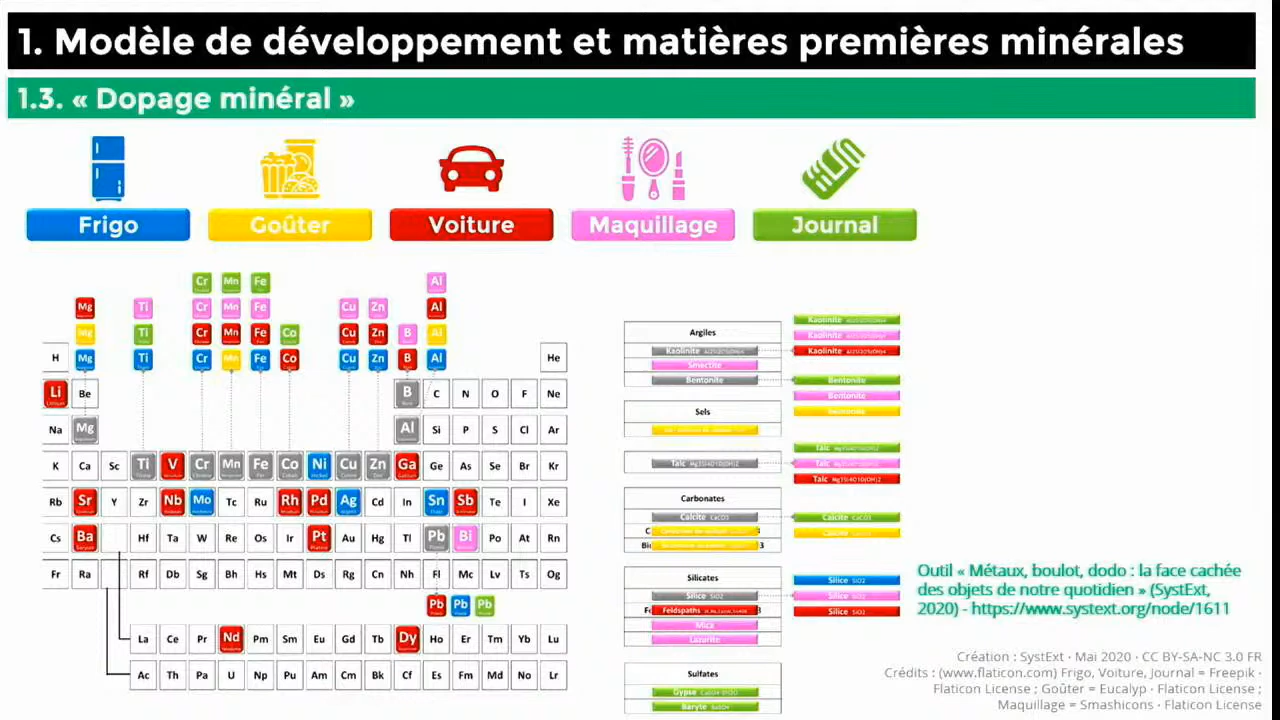 1. Modèle de développement et matières premières minérales
1.3. « Dopage minéral »
Frigo Goûter Voiture Maquillage Journal
Cr Mn Fe Al
Mg Ti Cr Mn Fe Cu Zn Al
Mg Ti Cr Mn Fe Co Cu Zn B Al
H Mg Ti Cr Mn Fe Co Cu Zn B Al He
Li Be B C N O F Ne
Na Mg Al Si P S Cl Ar
K Ca Sc Ti V Cr Mn Fe Co Ni Cu Zn Ga Ge As Se Br Kr
Rb Sr Y Zr Nb Mo Tc Ru Rh Pd Ag Cd In Sn Sb Te I Xe
Cs Ba Hf Ta W Re Os Ir Pt Au Hg Tl Pb Bi Po At Rn
Fr Ra Rf Db Sg Bh Hs Mt Ds Rg Cn Nh Fl Mc Lv Ts Og
Pb Pb Pb
La Ce Pr Nd Pm Sm Eu Gd Tb Dy Ho Er Tm Yb Lu
Ac Th Pa U Np Pu Am Cm Bk Cf Es Fm Md No Lr
Argiles
Kaolinite
Smectite
Bentonite
Sels
Talc
Carbonates
Calcite CaCO3
Silicates
Silice SiO2
Feldspaths
Mica
Lazurite
Sulfates
Gypse
Baryte
Kaolinite
Kaolinite
Kaolinite
Bentonite
Bentonite
Bentonite
Talc
Talc
Talc
Calcite CaCO3
Calcite CaCO3
Silice SiO2
Silice SiO2
Silice SiO2
Outil « Métaux, boulot, dodo : la face cachée
des objets de notre quotidien » (SystExt,
2020) - https://www.systext.org/node/1611
Création : SystExt · Mai 2020 · CC BY-SA-NC 3.0 FR
Crédits : (www.flaticon.com) Frigo, Voiture, Journal = Freepik ·
Flaticon License ; Goûter = Eucalyp · Flaticon License ;
Maquillage = Smashicons · Flaticon License